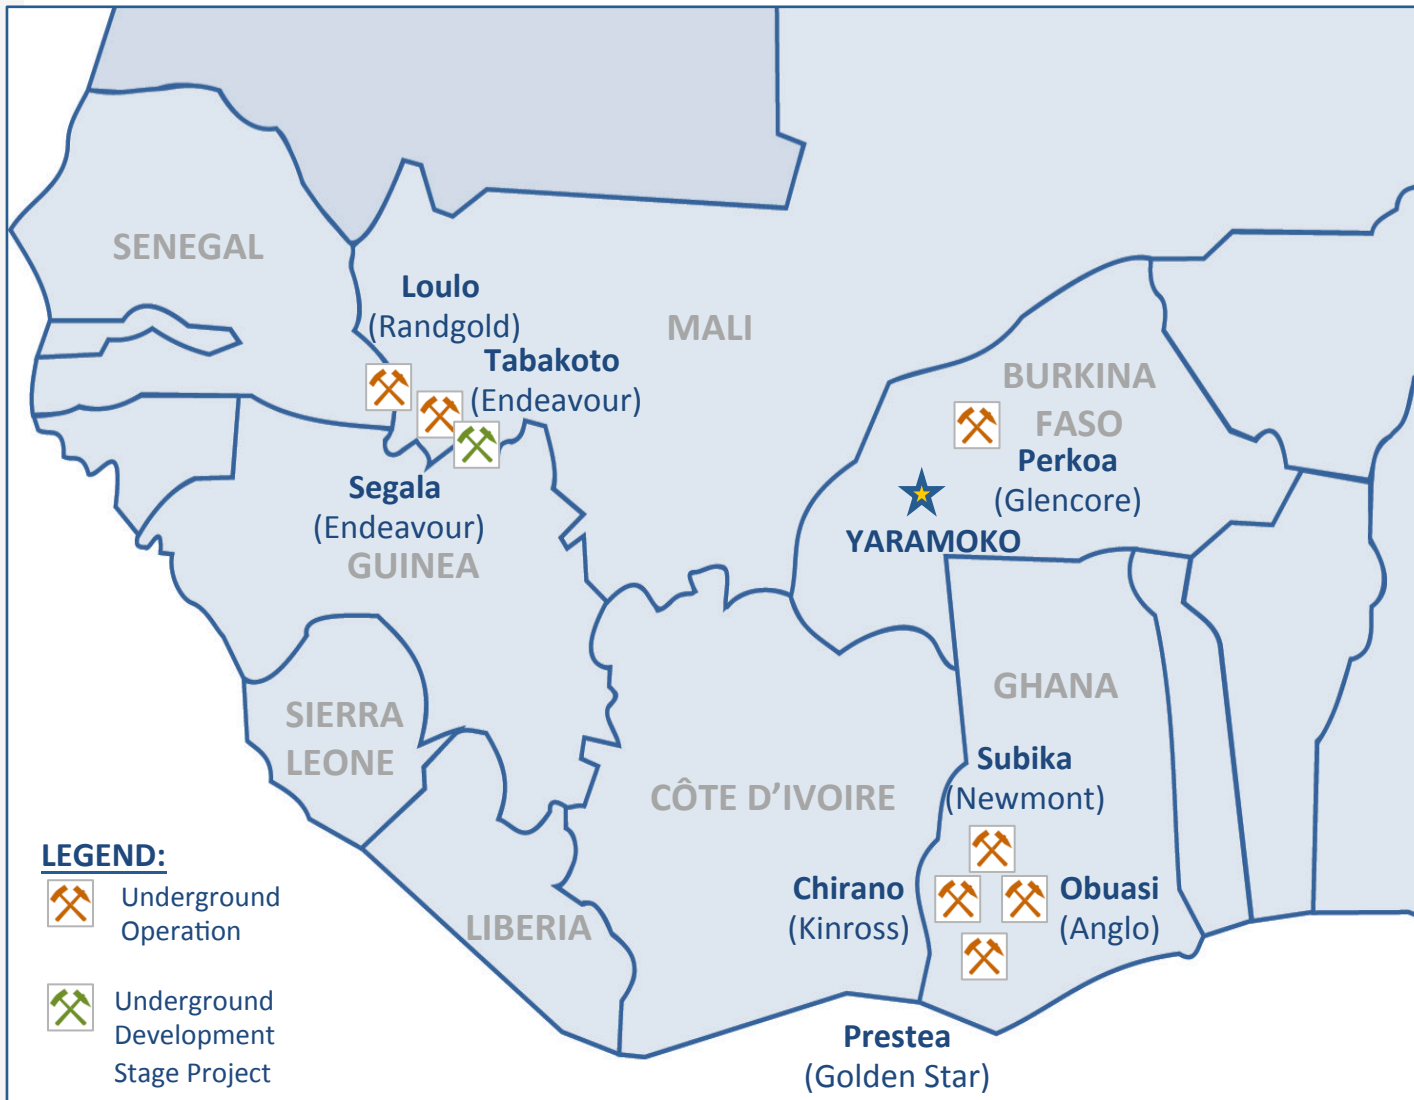 SENEGAL
Loulo
(Randgold)
MALI
Tabakoto
(Endeavour)
BURKINA
FASO
Perkoa
(Glencore)
Segala
(Endeavour)
YARAMOKO
GUINEA
GHANA
SIERRA
LEONE
Subika
(Newmont)
CÔTE D’IVOIRE
Chirano
(Kinross)
Obuasi
(Anglo)
LIBERIA
Prestea
(Golden Star)
LEGEND:
Underground
Operation
Underground
Development
Stage Project